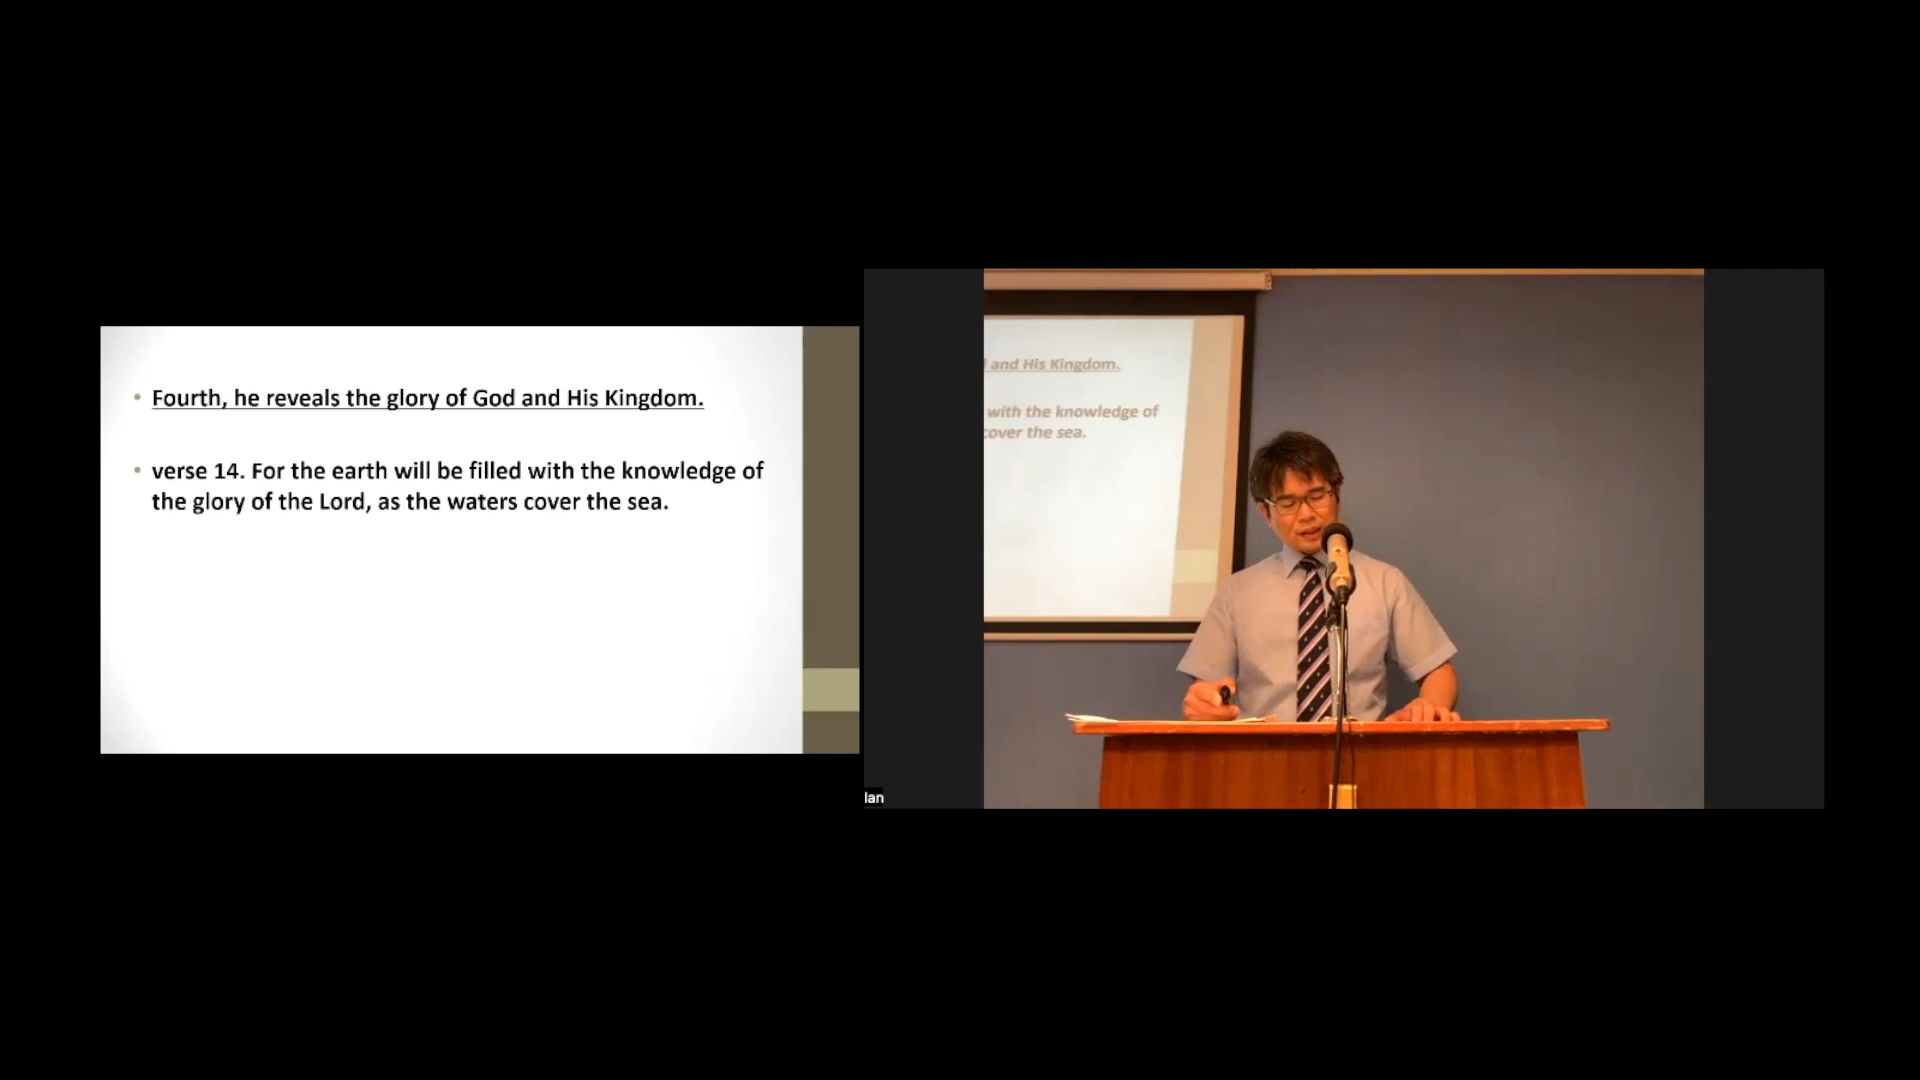 • Fourth, he reveals the glory of God and His Kingdom.
• verse 14. For the earth will be filled with the knowledge of
the glory of the Lord, as the waters cover the sea.
and His Kingdom.
with the knowledge of
cover the sea.
lan